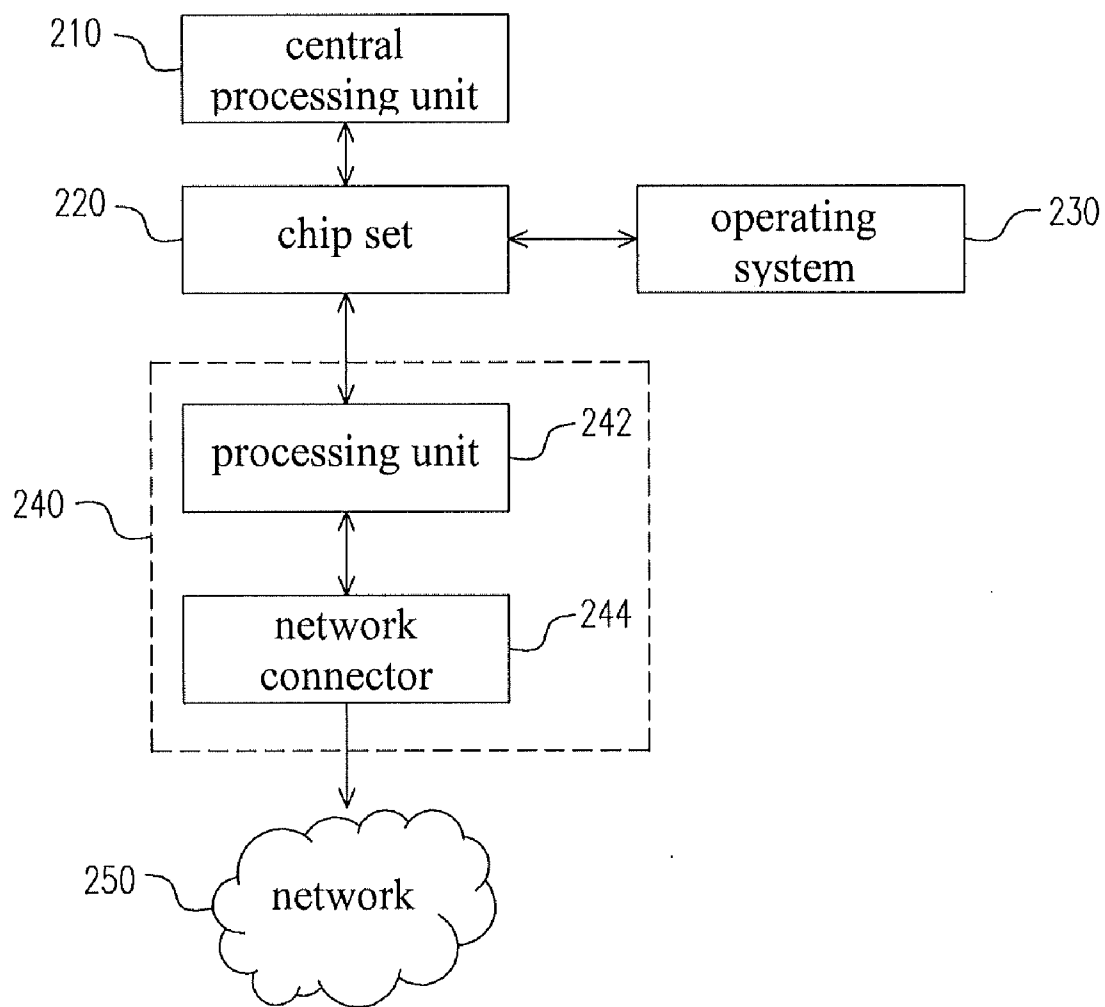 210
central
processing unit
220
chip set
operating
system
230
processing unit
242
240
network
connector
244
250
network